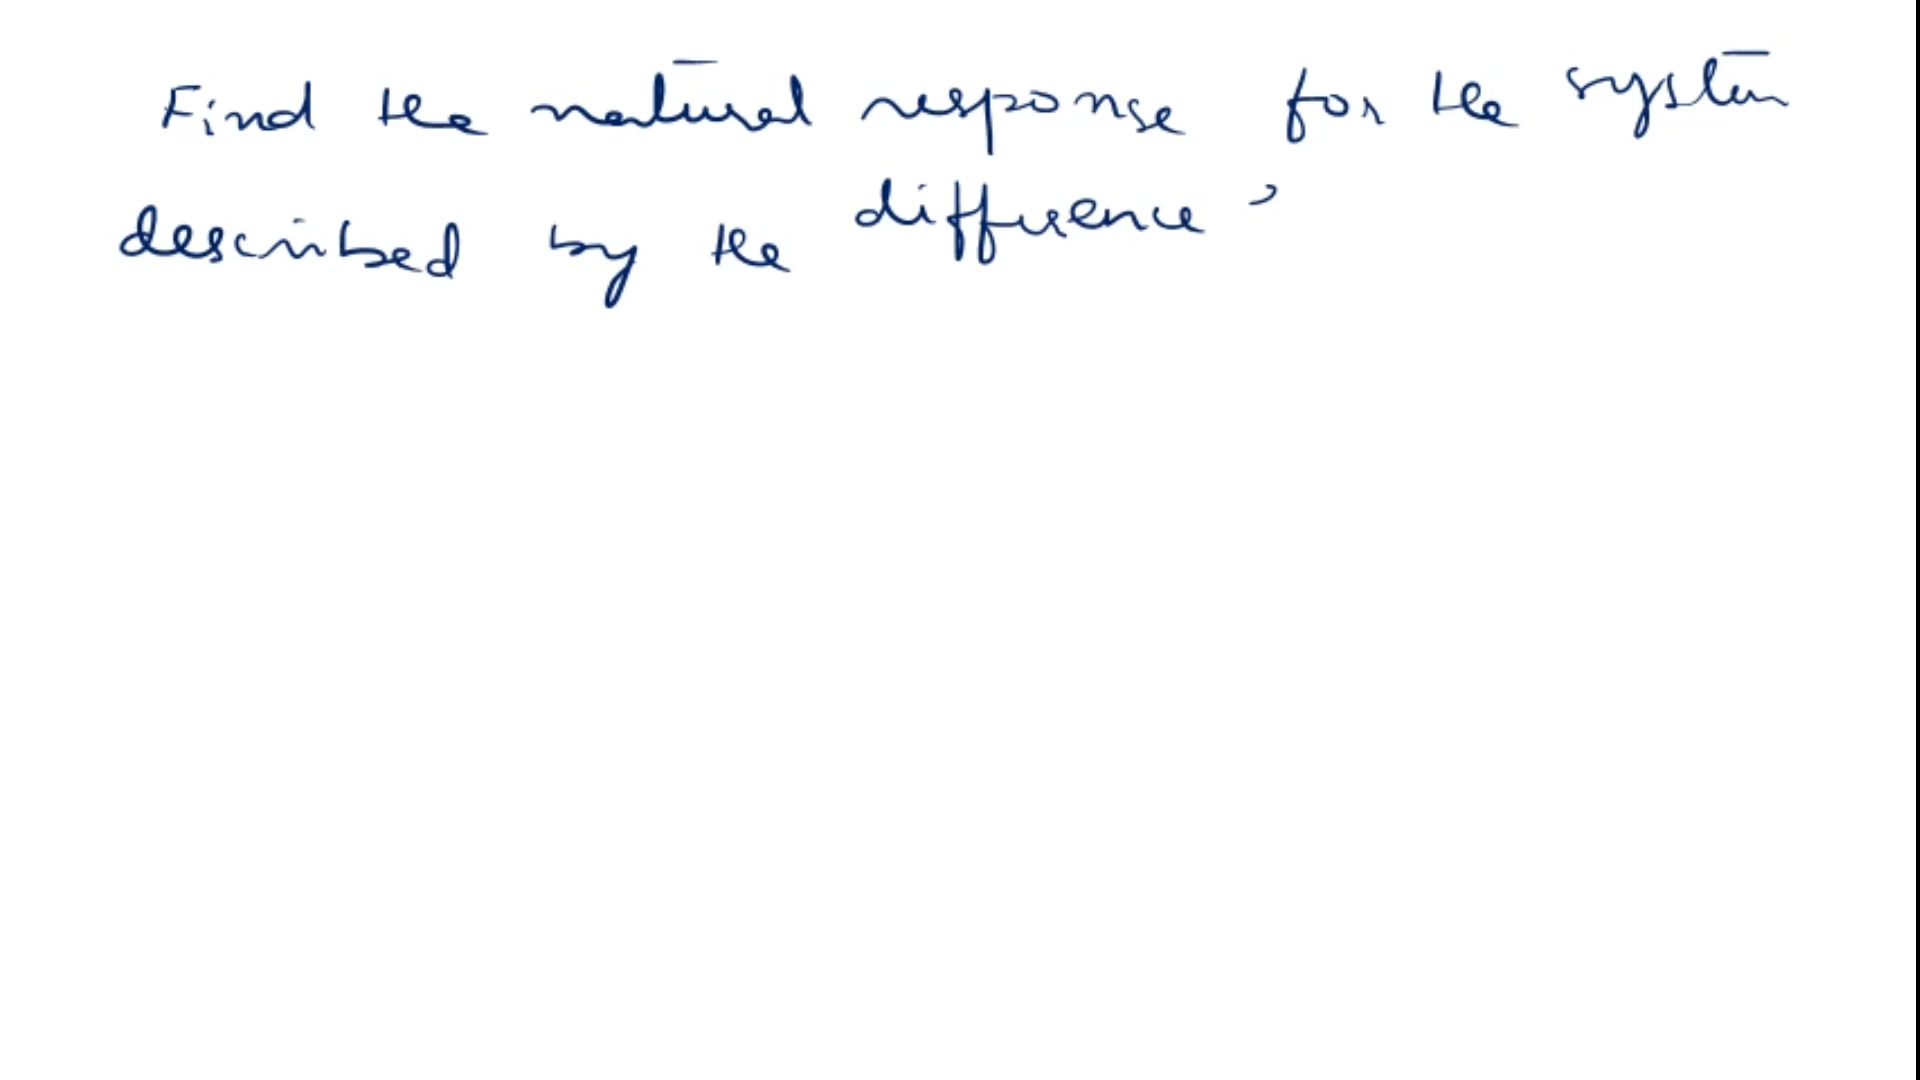 Find the natural response for the system
described by the difference